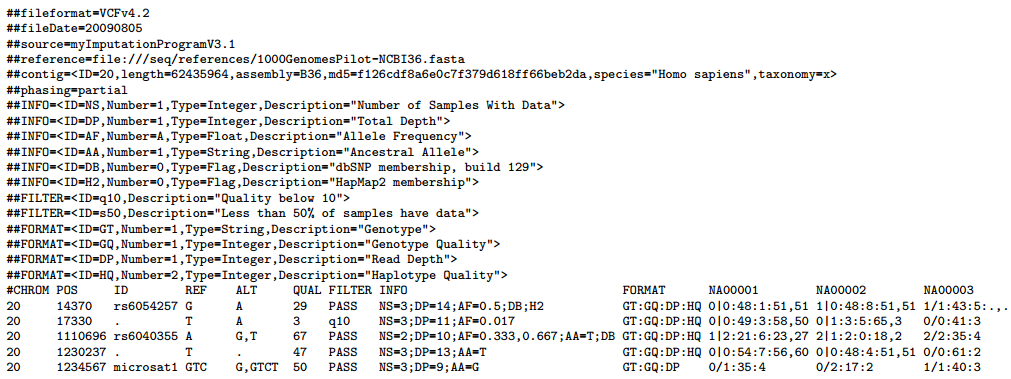 ##fileformat=VCFv4.2
##fileDate=20090805
##source=myImputationProgramV3.1
##reference=file:///seq/references/1000GenomesPilot-NCBI36.fasta
##contig=<ID=20,length=62435964,assembly=B36,md5=f126cdf8a6e0c7f379d618ff66beb2da,species="Homo sapiens",taxonomy=x>
##phasing=partial
##INFO=<ID=NS,Number=1,Type=Integer,Description="Number of Samples With Data">
##INFO=<ID=DP,Number=1,Type=Integer,Description="Total Depth">
##INFO=<ID=AF,Number=A,Type=Float,Description="Allele Frequency">
##INFO=<ID=AA,Number=1,Type=String,Description="Ancestral Allele">
##INFO=<ID=DB,Number=0,Type=Flag,Description="dbSNP membership, build 129">
##INFO=<ID=H2,Number=0,Type=Flag,Description="HapMap2 membership">
##FILTER=<ID=q10,Description="Quality below 10">
##FILTER=<ID=s50,Description="Less than 50% of samples have data">
##FORMAT=<ID=GT,Number=1,Type=String,Description="Genotype">
##FORMAT=<ID=GQ,Number=1,Type=Integer,Description="Genotype Quality">
##FORMAT=<ID=DP,Number=1,Type=Integer,Description="Read Depth">
##FORMAT=<ID=HQ,Number=2,Type=Integer,Description="Haplotype Quality">
#CHROM POS     ID        REF    ALT     QUAL FILTER INFO                              FORMAT      NA00001        NA00002        NA00003
20     14370   rs6054257 G      A       29   PASS   NS=3;DP=14;AF=0.5;DB;H2           GT:GQ:DP:HQ 0|0:48:1:51,51 1|0:48:8:51,51 1/1:43:5:.,.
20     17330   .         T      A       3    q10    NS=3;DP=11;AF=0.017               GT:GQ:DP:HQ 0|0:49:3:58,50 0|1:3:5:65,3   0/0:41:3
20     1110696 rs6040355 A      G,T     67   PASS   NS=2;DP=10;AF=0.333,0.667;AA=T;DB GT:GQ:DP:HQ 1|2:21:6:23,27 2|1:2:0:18,2   2/2:35:4
20     1230237 .         T      .       47   PASS   NS=3;DP=13;AA=T                   GT:GQ:DP:HQ 0|0:54:7:56,60 0|0:48:4:51,51 0/0:61:2
20     1234567 microsat1 GTC    G,GTCT  50   PASS   NS=3;DP=9;AA=G                    GT:GQ:DP    0/1:35:4       0/2:17:2       1/1:40:3